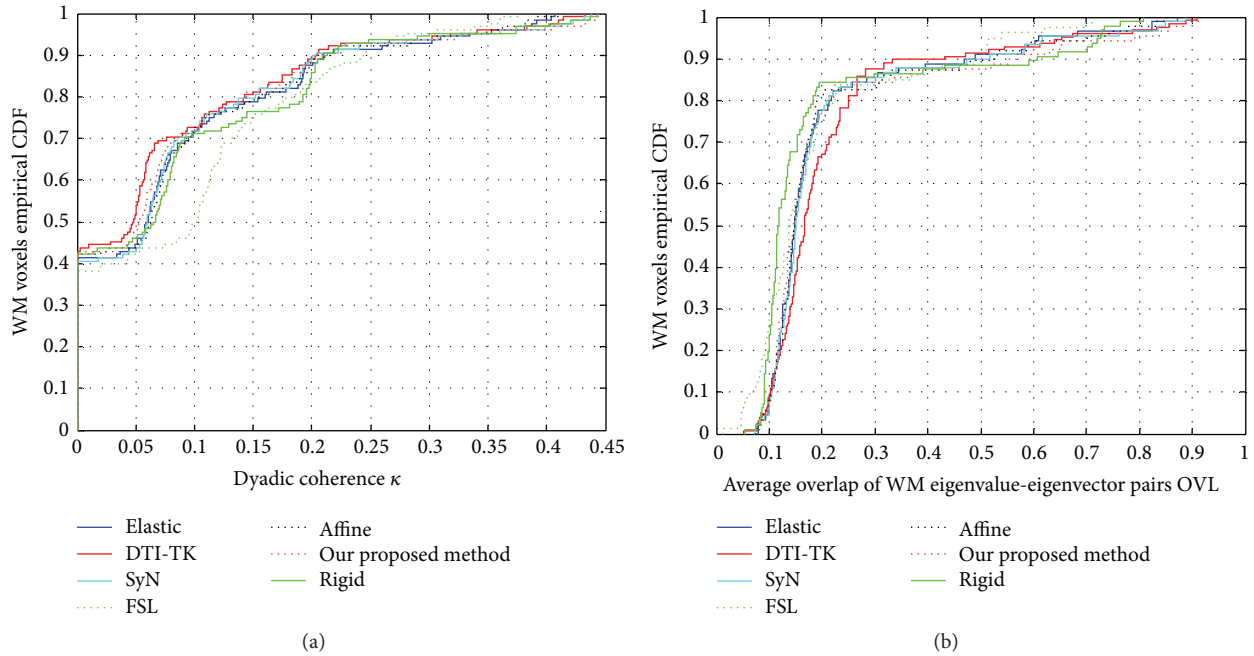 1
0.9
0.8
0.7
0.6
0.5
0.4
0.3
0.2
0.1
0
WM voxels empirical CDF
0 0.05 0.1 0.15 0.2 0.25 0.3 0.35 0.4 0.45
Dyadic coherence κ
Elastic
DTI-TK
SyN
FSL
Affine
Our proposed method
Rigid
(a)
1
0.9
0.8
0.7
0.6
0.5
0.4
0.3
0.2
0.1
0
WM voxels empirical CDF
0 0.1 0.2 0.3 0.4 0.5 0.6 0.7 0.8 0.9 1
Average overlap of WM eigenvalue-eigenvector pairs OVL
Elastic
DTI-TK
SyN
FSL
Affine
Our proposed method
Rigid
(b)